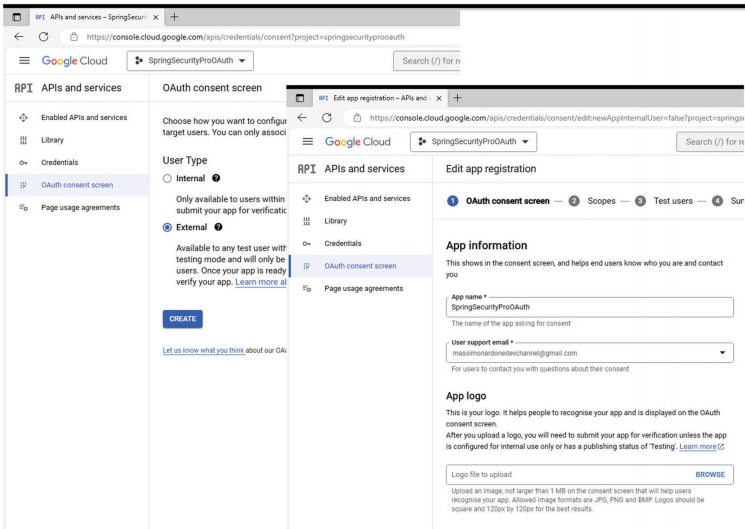 API APIs and services – SpringSecuri × +
https://console.cloud.google.com/apis/credentials/consent?project=springsecurityprooauth
Google Cloud SpringSecurityProOAuth Search (/) for re
API APIs and services
Enabled APIs and services
Library
Credentials
OAuth consent screen
Page usage agreements
OAuth consent screen
Choose how you want to configur
target users. You can only associ
User Type
Internal
Only available to users within
submit your app for verificatio
External
Available to any test user with
testing mode and will only be
users. Once your app is ready
verify your app. Learn more al
CREATE
Let us know what you think about our OAu
API Edit app registration – APIs and s × +
https://console.cloud.google.com/apis/credentials/consent/edit;newAppInternalUser=false?project=springse
Google Cloud SpringSecurityProOAuth Search (/) for re
API APIs and services
Enabled APIs and services
Library
Credentials
OAuth consent screen
Page usage agreements
Edit app registration
1 OAuth consent screen — 2 Scopes — 3 Test users — 4 Sum
App information
This shows in the consent screen, and helps end users know who you are and contact
you
App name *
SpringSecurityProOAuth
The name of the app asking for consent
User support email *
massimonardonedevchannel@gmail.com
For users to contact you with questions about their consent
App logo
This is your logo. It helps people to recognise your app and is displayed on the OAuth
consent screen.
After you upload a logo, you will need to submit your app for verification unless the app
is configured for internal use only or has a publishing status of 'Testing'. Learn more
Logo file to upload BROWSE
Upload an image, not larger than 1 MB on the consent screen that will help users
recognise your app. Allowed image formats are JPG, PNG and BMP. Logos should be
square and 120px by 120px for the best results.